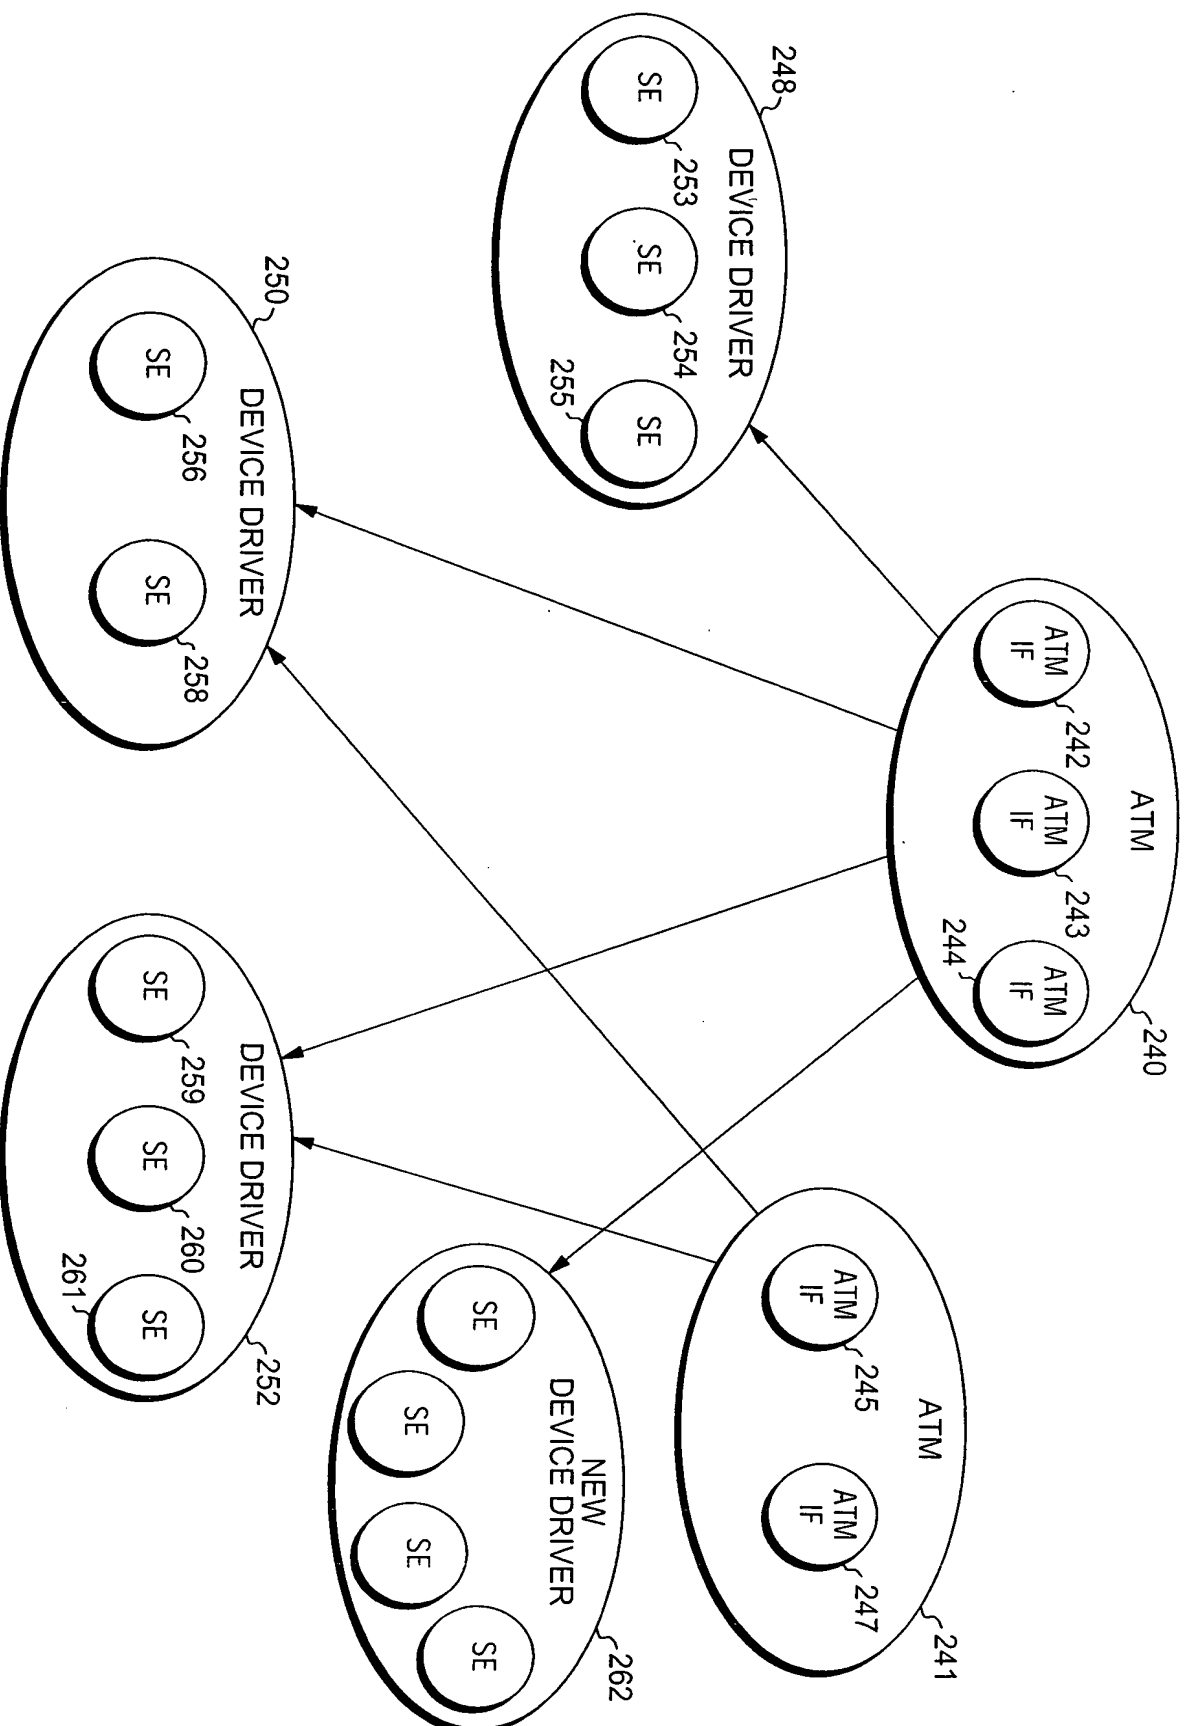 ATM
240
ATM
IF
242
ATM
IF
243
ATM
IF
244
ATM
241
ATM
IF
245
ATM
IF
247
248
DEVICE DRIVER
SE
253
SE
254
SE
255
NEW
DEVICE DRIVER
262
SE
SE
SE
SE
250
DEVICE DRIVER
SE
256
SE
258
DEVICE DRIVER
252
SE
259
SE
260
SE
261